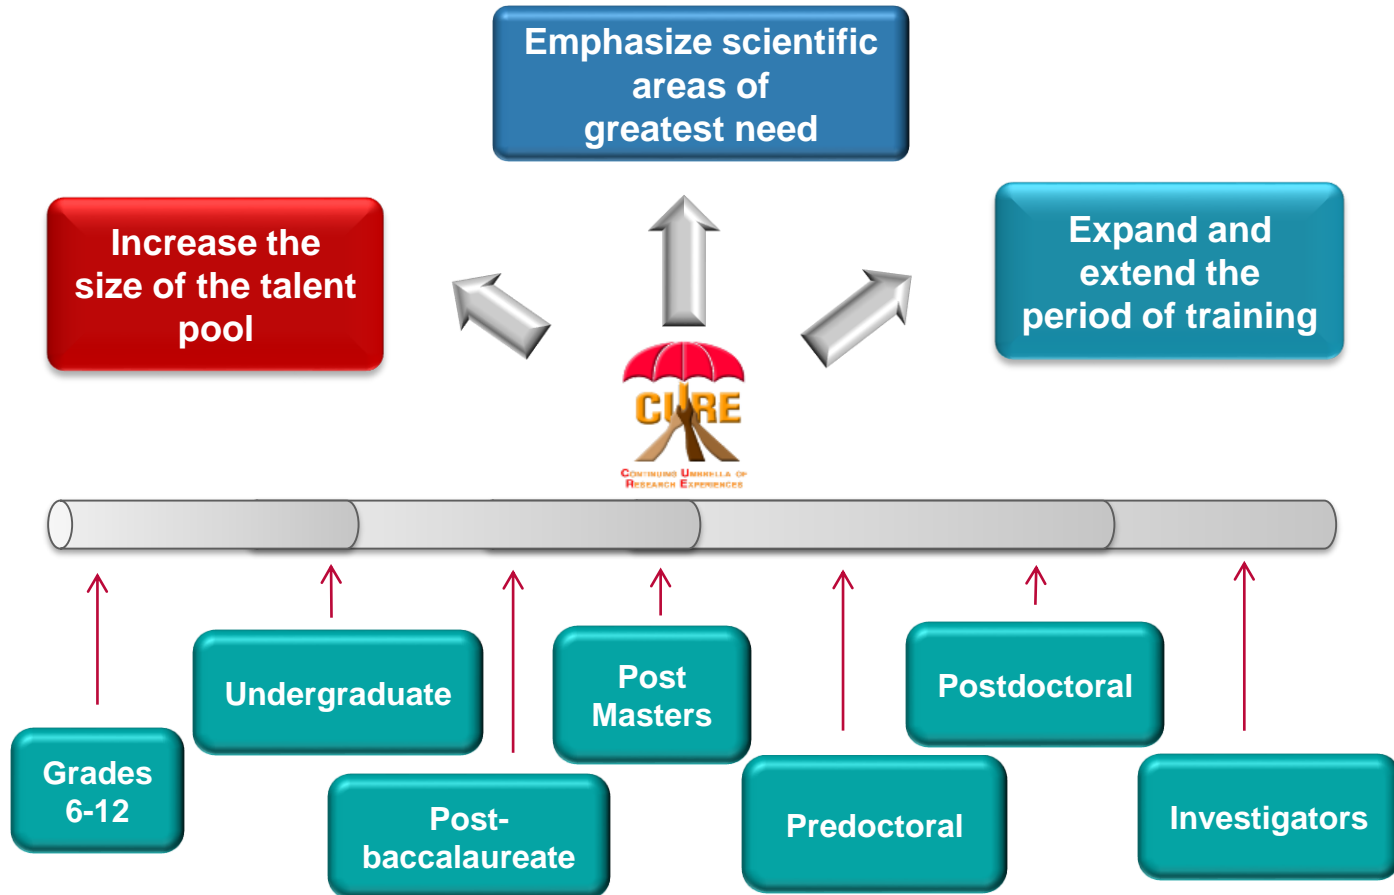 Emphasize scientific
areas of
greatest need
Increase the
size of the talent
pool
Expand and
extend the
period of training
CURE
CONTINUING UMBRELLA OF
RESEARCH EXPERIENCES
Grades
6-12
Undergraduate
Post-
baccalaureate
Post
Masters
Predoctoral
Postdoctoral
Investigators